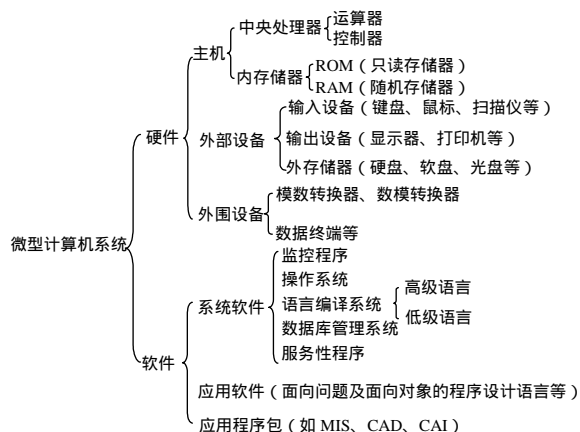 运算器
中央处理器
控制器
主机
ROM（只读存储器）
内存储器
RAM（随机存储器）
输入设备（键盘、鼠标、扫描仪等）
硬件
外部设备
输出设备（显示器、打印机等）
外存储器（硬盘、软盘、光盘等）
模数转换器、数模转换器
外围设备
数据终端等
微型计算机系统
监控程序
操作系统
高级语言
系统软件
语言编译系统
低级语言
数据库管理系统
服务性程序
软件
应用软件（面向问题及面向对象的程序设计语言等）
应用程序包（如 MIS、CAD、CAI）